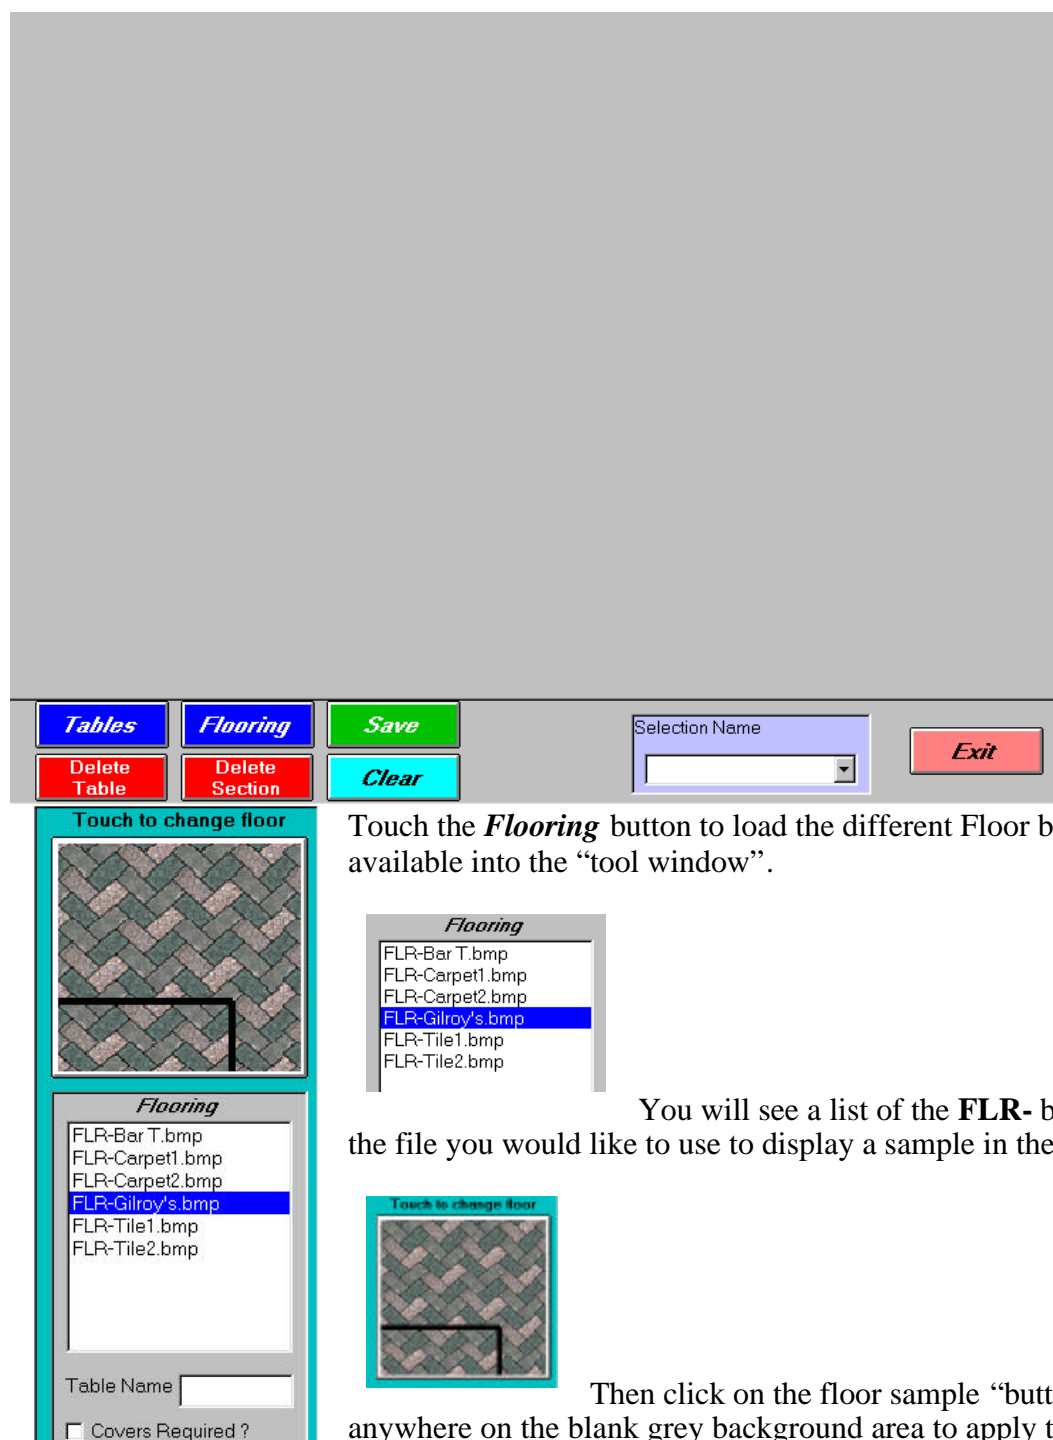 Tables Flooring Save
Delete Table Delete Section Clear
Selection Name
Exit
Touch to change floor
Flooring
FLR-Bar T.bmp
FLR-Carpet1.bmp
FLR-Carpet2.bmp
FLR-Gilroy's.bmp
FLR-Tile1.bmp
FLR-Tile2.bmp
Table Name
Covers Required ?
Touch the Flooring button to load the different Floor b
available into the “tool window”.
Flooring
FLR-Bar T.bmp
FLR-Carpet1.bmp
FLR-Carpet2.bmp
FLR-Gilroy's.bmp
FLR-Tile1.bmp
FLR-Tile2.bmp
You will see a list of the FLR- b
the file you would like to use to display a sample in the
Touch to change floor
Then click on the floor sample “butt
anywhere on the blank grey background area to apply t